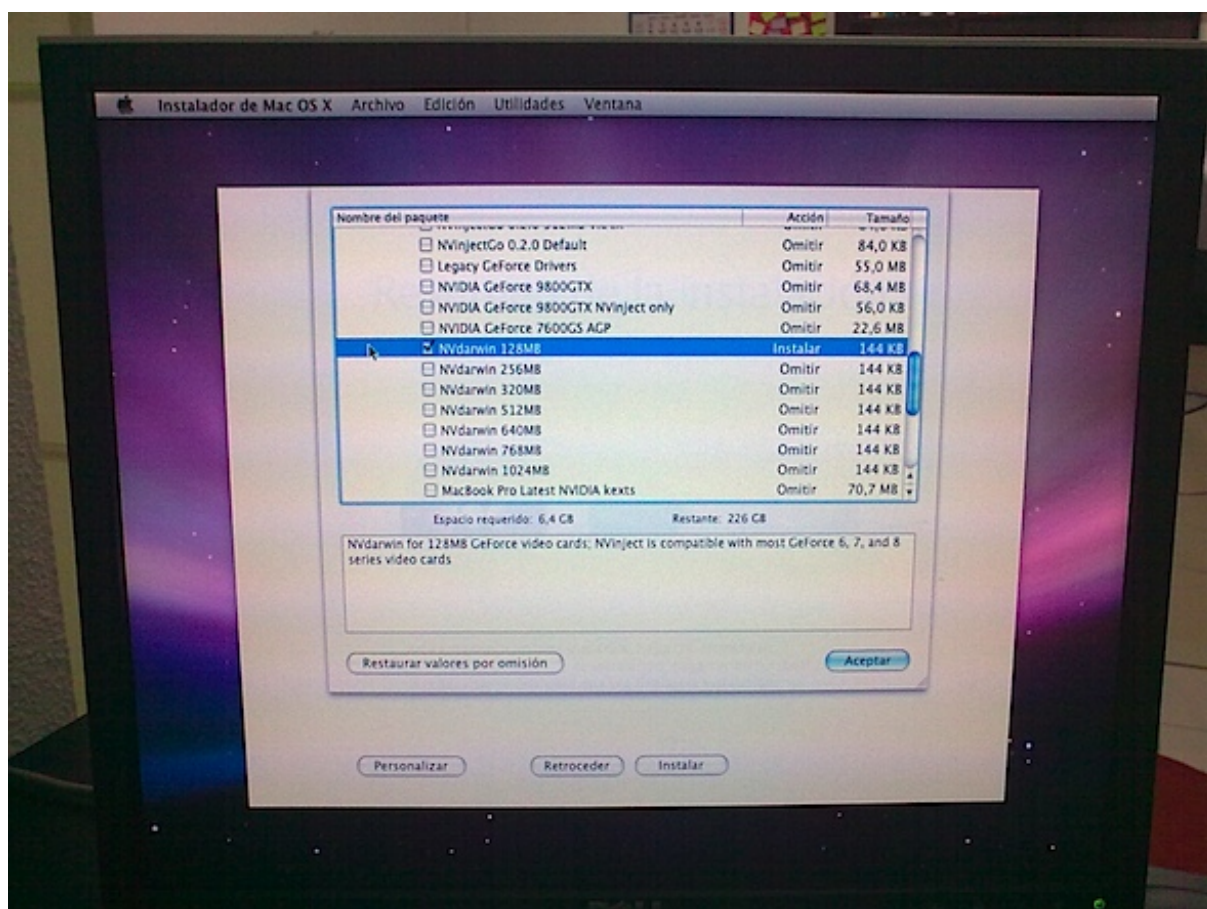 Instalador de Mac OS X Archivo Edición Utilidades Ventana
Nombre del paquete Acción Tamaño
NVinjectGo 0.2.0 Default Omitir 84,0 KB
Legacy GeForce Drivers Omitir 55,0 MB
NVIDIA GeForce 9800GTX Omitir 68,4 MB
NVIDIA GeForce 9800GTX NVinject only Omitir 56,0 KB
NVIDIA GeForce 7600GS AGP Omitir 22,6 MB
NVdarwin 128MB Instalar 144 KB
NVdarwin 256MB Omitir 144 KB
NVdarwin 320MB Omitir 144 KB
NVdarwin 512MB Omitir 144 KB
NVdarwin 640MB Omitir 144 KB
NVdarwin 768MB Omitir 144 KB
NVdarwin 1024MB Omitir 144 KB
MacBook Pro Latest NVIDIA kexts Omitir 70,7 MB
Espacio requerido: 6,4 GB Restante: 226 GB
NVdarwin for 128MB GeForce video cards; NVinject is compatible with most GeForce 6, 7, and 8
series video cards
Restaurar valores por omisión Aceptar
Personalizar Retroceder Instalar